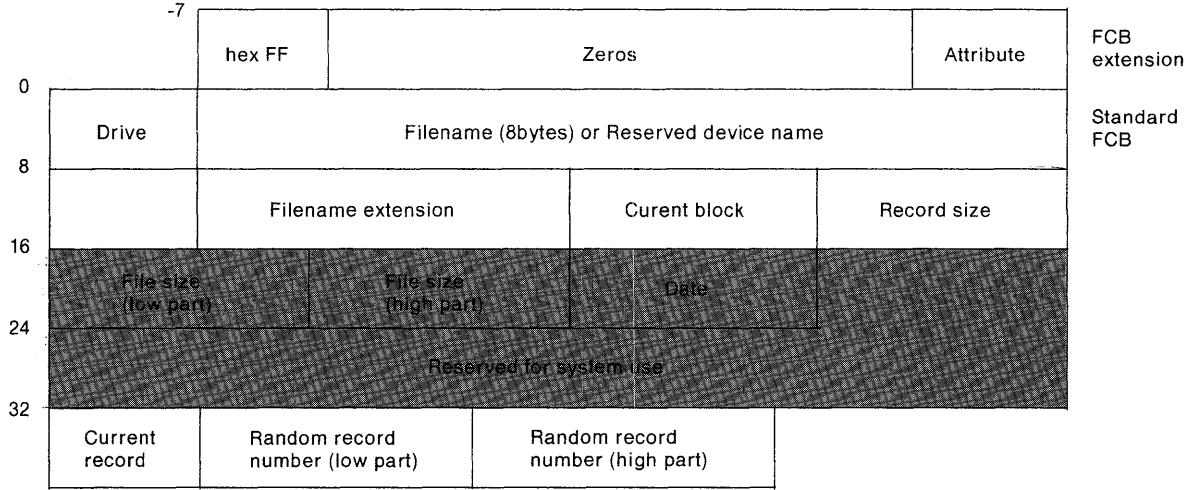 -7
hex FF Zeros Attribute FCB
extension
0
Drive Filename (8bytes) or Reserved device name Standard
FCB
8
Filename extension Curent block Record size
16
File size File size Date
(low part) (high part)
24
Reserved for system use
32
Current Random record Random record
record number (low part) number (high part)